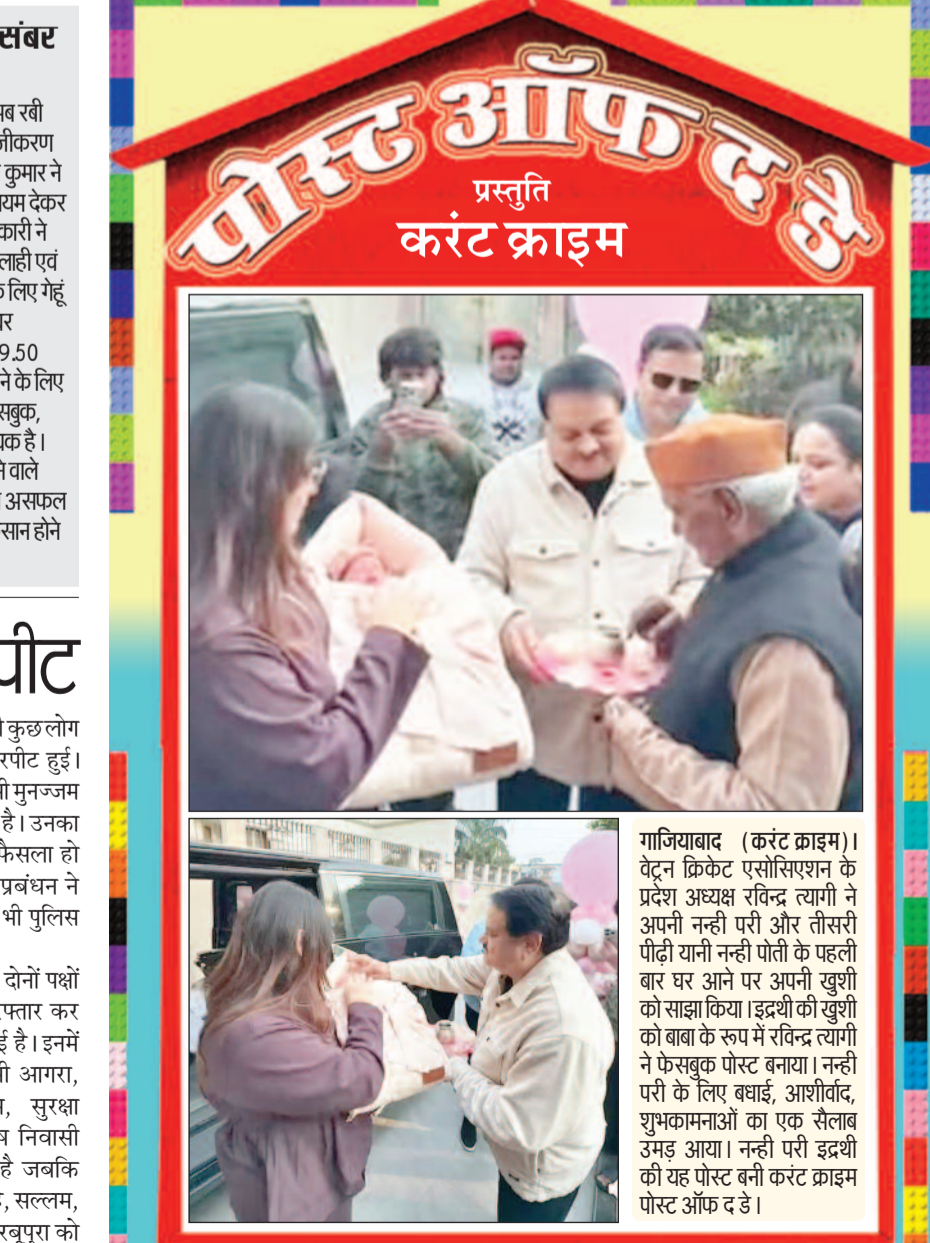 संबर
रबी
कुमार ने
देकर
कारी ने
एवं
लिए गेहूं
9.50
ने के लिए
है।
वाले
असफल
होने
पीट
कुछ लोग
हुई।
मुनज्जम
है। उनका
फैसला हो
प्रबंधन ने
भी पुलिस
दोनों पक्षों
कर
है। इनमें
आगरा,
सुरक्षा
निवासी
है जबकि
सल्लम,
को
पोस्ट ऑफ द डे
प्रस्तुति
करंट क्राइम
गाजियाबाद (करंट क्राइम)।
वेट्रन क्रिकेट एसोसिएशन के
प्रदेश अध्यक्ष रविन्द्र त्यागी ने
अपनी नन्ही परी और तीसरी
पीढ़ी यानी नन्ही पोती के पहली
बार घर आने पर अपनी खुशी
को साझा किया। इद्रथी की खुशी
को बाबा के रूप में रविन्द्र त्यागी
ने फेसबुक पोस्ट बनाया। नन्ही
परी के लिए बधाई, आशीर्वाद,
शुभकामनाओं का एक सैलाब
उमड़ आया। नन्ही परी इद्रथी
की यह पोस्ट बनी करंट क्राइम
पोस्ट ऑफ द डे।